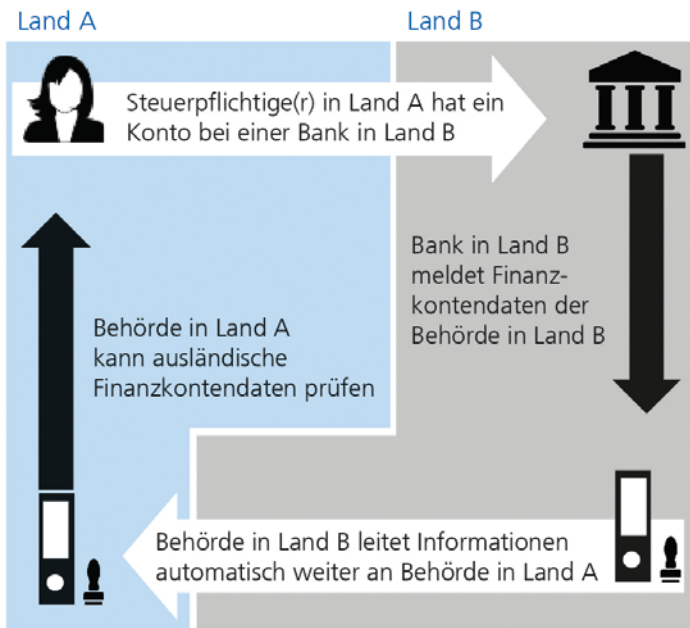 Land A
Land B
Steuerpflichtige(r) in Land A hat ein
Konto bei einer Bank in Land B
Bank in Land B
meldet Finanz-
kontendaten der
Behörde in Land B
Behörde in Land B leitet Informationen
automatisch weiter an Behörde in Land A
Behörde in Land A
kann ausländische
Finanzkontendaten prüfen